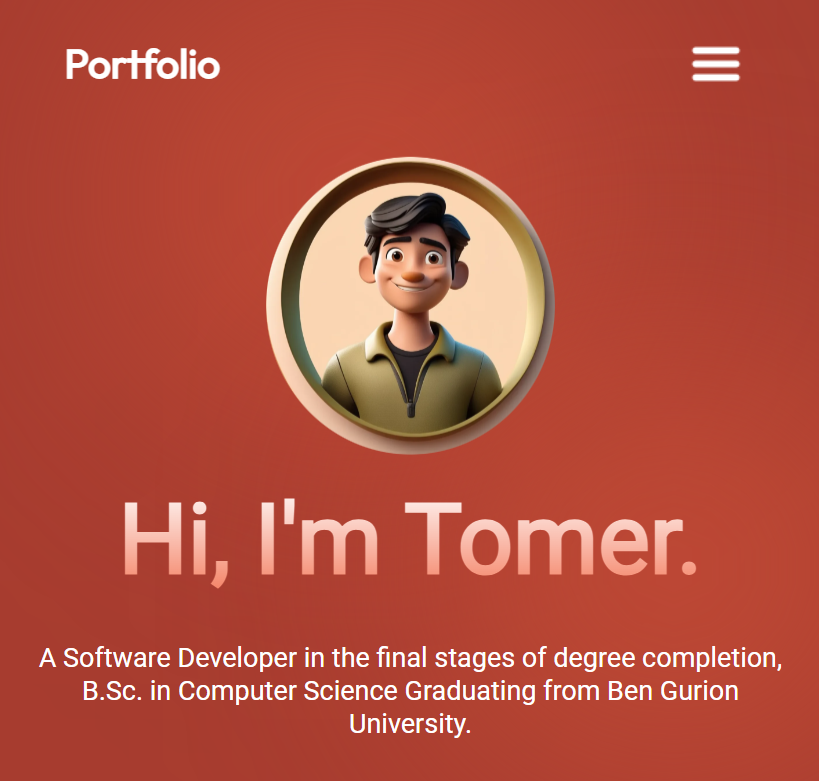 Portfolio
Hi, I'm Tomer.
A Software Developer in the final stages of degree completion,
B.Sc. in Computer Science Graduating from Ben Gurion
University.